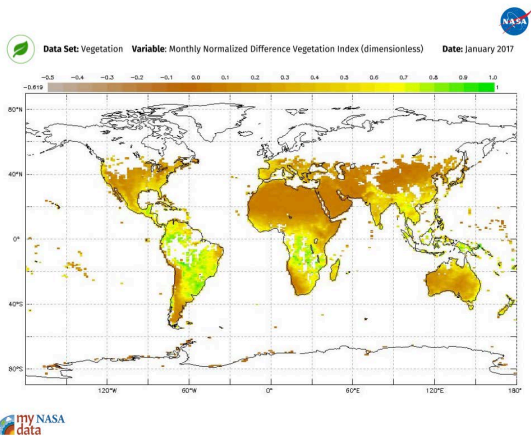 NASA
Data Set: Vegetation Variable: Monthly Normalized Difference Vegetation Index (dimensionless) Date: January 2017
-0.5 -0.4 -0.3 -0.2 -0.1 0.0 0.1 0.2 0.3 0.4 0.5 0.6 0.7 0.8 0.9 1.0
-0.619 1
80°N
40°N
0°
40°S
80°S
120°W 60°W 0° 60°E 120°E 180°
my NASA
data